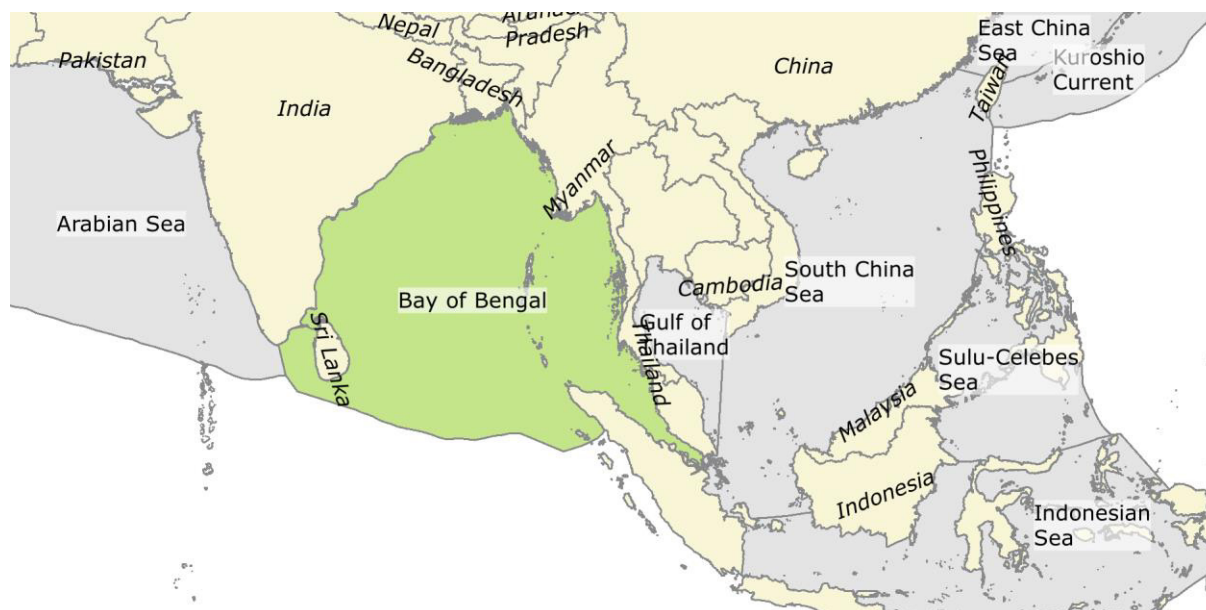 Nepal
Pradesh
East China
Sea
Pakistan
Bangladesh
China
Kuroshio
Current
India
Taiwan
Myanmar
Philippines
Arabian Sea
Bay of Bengal
Cambodia
South China
Sea
Sri Lanka
Gulf of
Thailand
Thailand
Sulu-Celebes
Sea
Malaysia
Indonesia
Indonesian
Sea